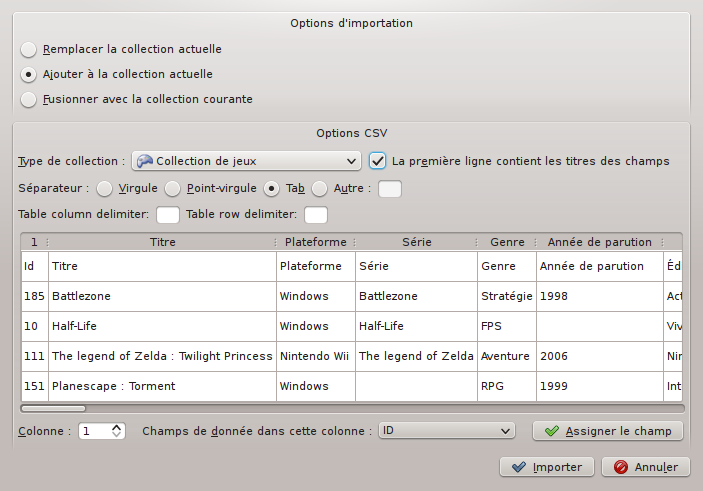 Options d'importation
Remplacer la collection actuelle
Ajouter à la collection actuelle
Fusionner avec la collection courante
Options CSV
Type de collection : Collection de jeux La première ligne contient les titres des champs
Séparateur : Virgule Point-virgule Tab Autre :
Table column delimiter: Table row delimiter:
1 Titre Plateforme Série Genre Année de parution
Id Titre Plateforme Série Genre Année de parution Éd
185 Battlezone Windows Battlezone Stratégie 1998 Act
10 Half-Life Windows Half-Life FPS Viv
111 The legend of Zelda : Twilight Princess Nintendo Wii The legend of Zelda Aventure 2006 Nin
151 Planescape : Torment Windows RPG 1999 Int
Colonne : 1 Champs de donnée dans cette colonne : ID Assigner le champ
Importer Annuler